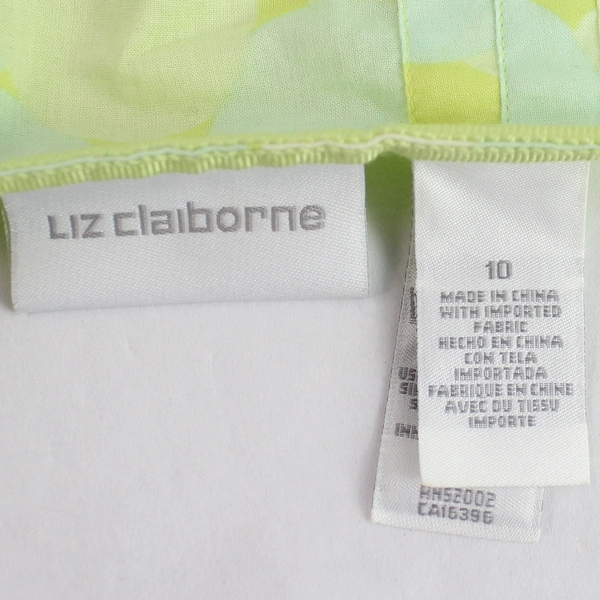 LIZ claiborne
10
MADE IN CHINA
WITH IMPORTED
FABRIC
HECHO EN CHINA
CON TELA
IMPORTADA
FABRIQUE EN CHINE
AVEC DU TISSU
IMPORTE
CA16396